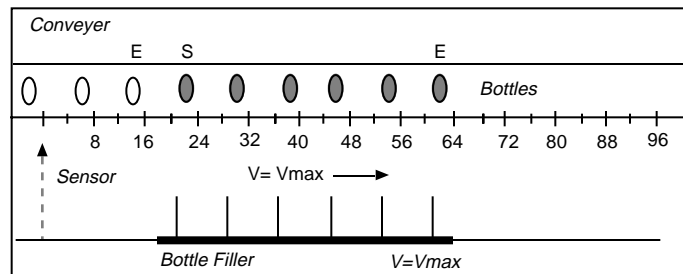 Conveyer
E S E
Bottles
8 16 24 32 40 48 56 64 72 80 88 96
Sensor
V= Vmax
Bottle Filler
V=Vmax